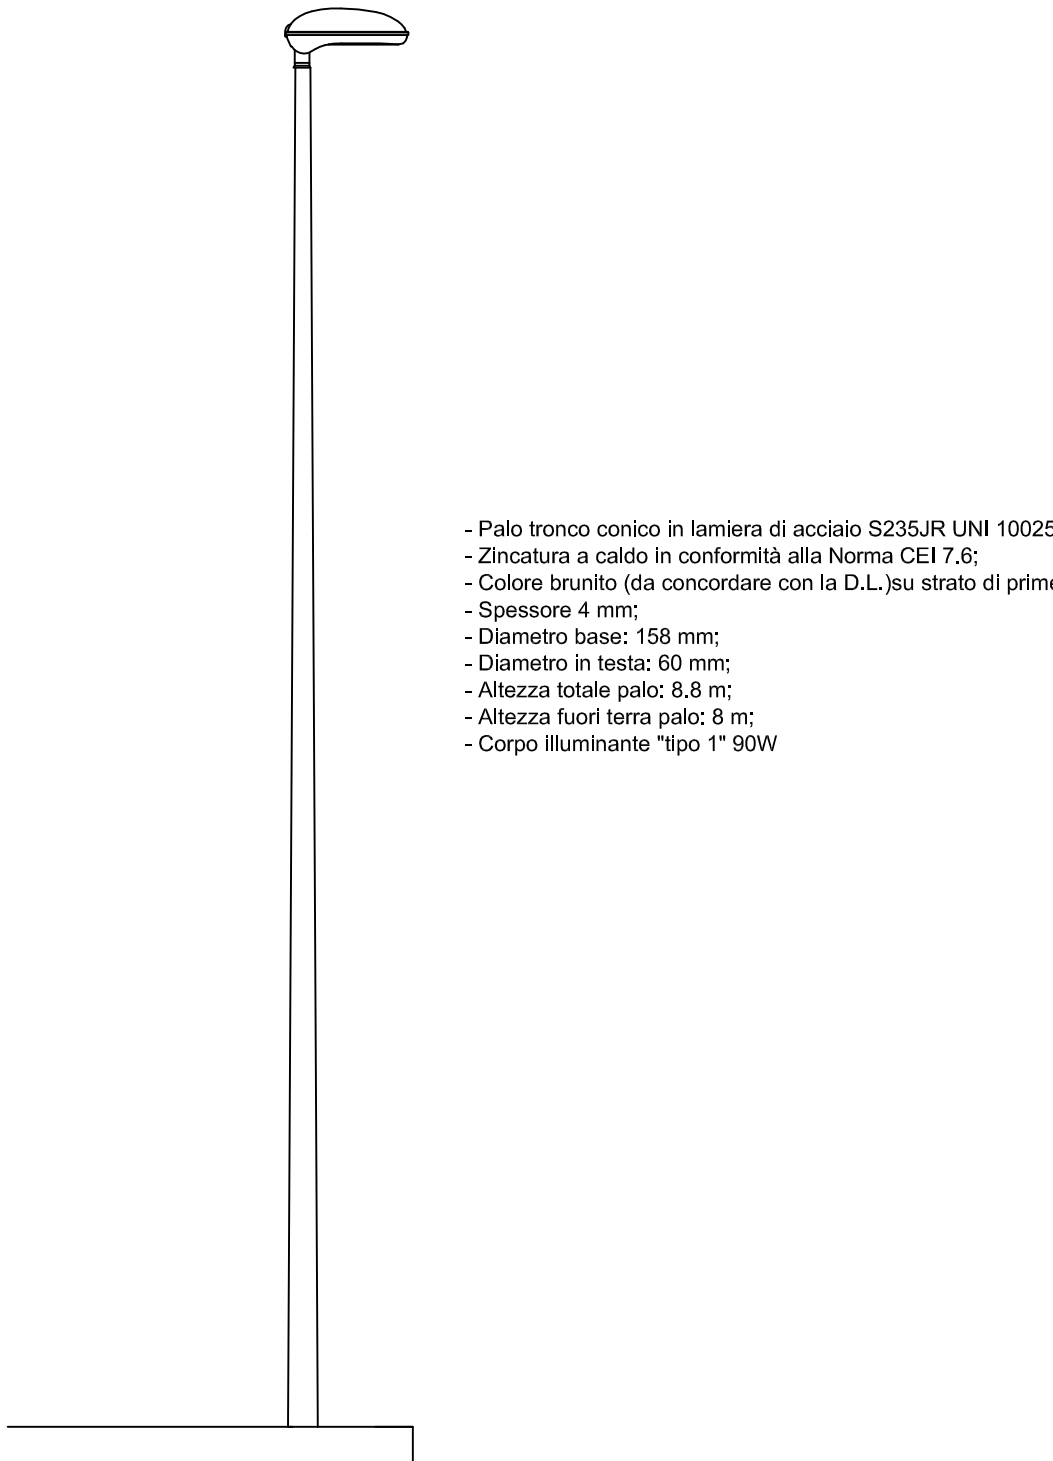 - Palo tronco conico in lamiera di acciaio S235JR UNI 10025
- Zincatura a caldo in conformità alla Norma CEI 7.6;
- Colore brunito (da concordare con la D.L.)su strato di prime
- Spessore 4 mm;
- Diametro base: 158 mm;
- Diametro in testa: 60 mm;
- Altezza totale palo: 8.8 m;
- Altezza fuori terra palo: 8 m;
- Corpo illuminante "tipo 1" 90W